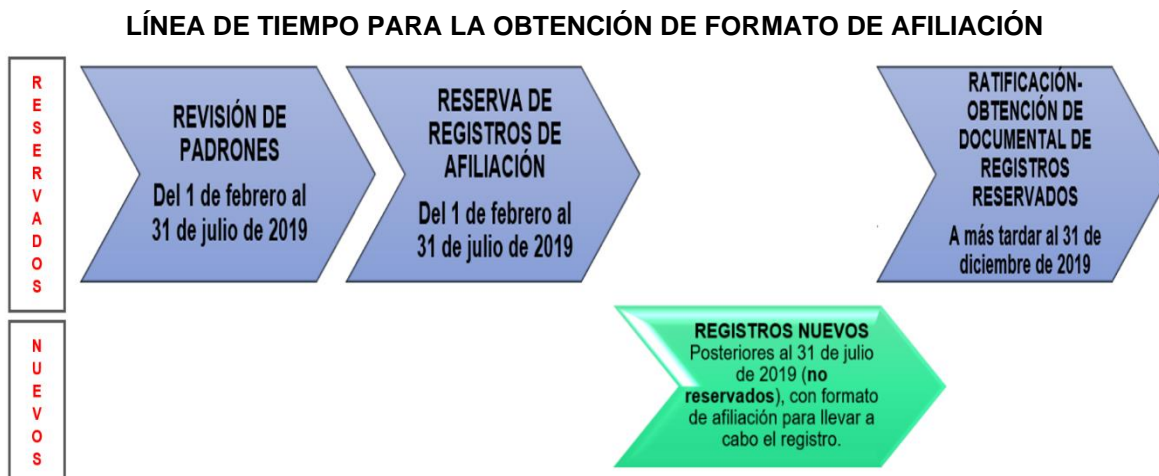 LÍNEA DE TIEMPO PARA LA OBTENCIÓN DE FORMATO DE AFILIACIÓN
RESERVADOS
REVISIÓN DE
PADRONES
Del 1 de febrero al
31 de julio de 2019
RESERVA DE
REGISTROS DE
AFILIACIÓN
Del 1 de febrero al
31 de julio de 2019
RATIFICACIÓN-
OBTENCIÓN DE
DOCUMENTAL DE
REGISTROS
RESERVADOS
A más tardar al 31 de
diciembre de 2019
NUEVOS
REGISTROS NUEVOS
Posteriores al 31 de julio
de 2019 (no
reservados), con formato
de afiliación para llevar a
cabo el registro.